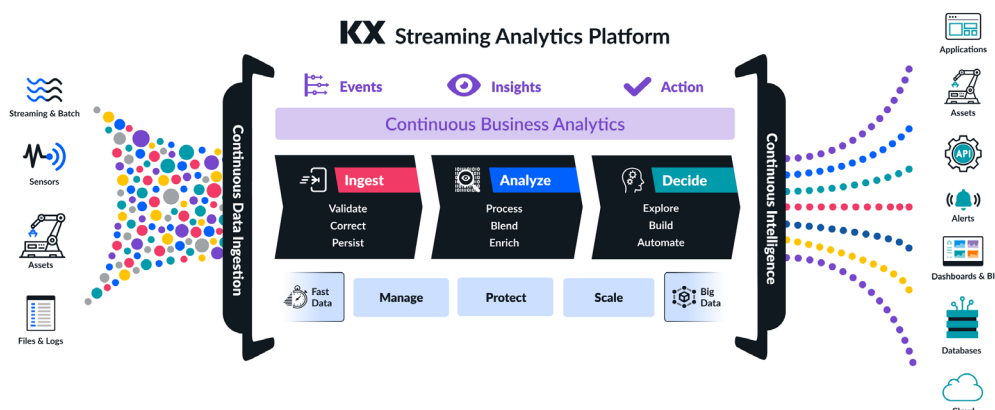 KX Streaming Analytics Platform
Events
Insights
Action
Continuous Business Analytics
Streaming & Batch
Sensors
Assets
Files & Logs
Continuous Data Ingestion
Ingest
Validate
Correct
Persist
Analyze
Process
Blend
Enrich
Decide
Explore
Build
Automate
Fast
Data
Manage
Protect
Scale
Big
Data
Continuous Intelligence
Applications
Assets
API
Alerts
Dashboards & BI
Databases
Cloud